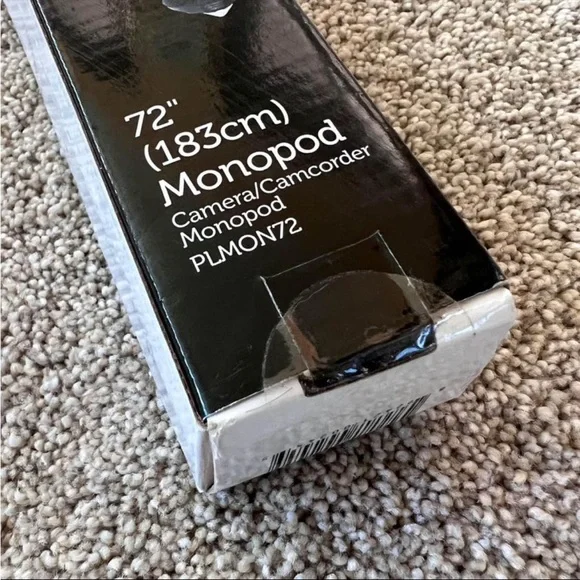 72"
(183cm)
Monopod
Camera/Camcorder
Monopod
PLMON72